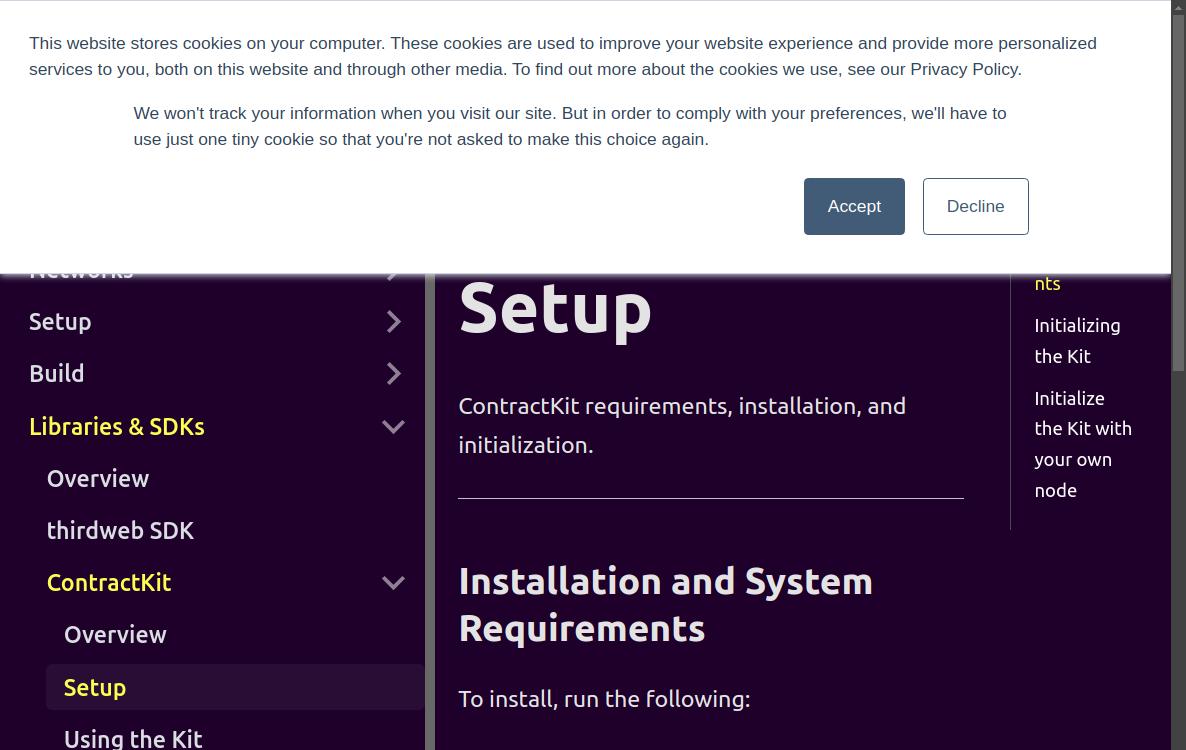 This website stores cookies on your computer. These cookies are used to improve your website experience and provide more personalized
services to you, both on this website and through other media. To find out more about the cookies we use, see our Privacy Policy.
We won't track your information when you visit our site. But in order to comply with your preferences, we'll have to
use just one tiny cookie so that you're not asked to make this choice again.
Accept
Decline
Networks
Setup
Build
Libraries & SDKs
Overview
thirdweb SDK
ContractKit
Overview
Setup
Using the Kit
Setup
ContractKit requirements, installation, and
initialization.
Installation and System
Requirements
To install, run the following:
nts
Initializing
the Kit
Initialize
the Kit with
your own
node